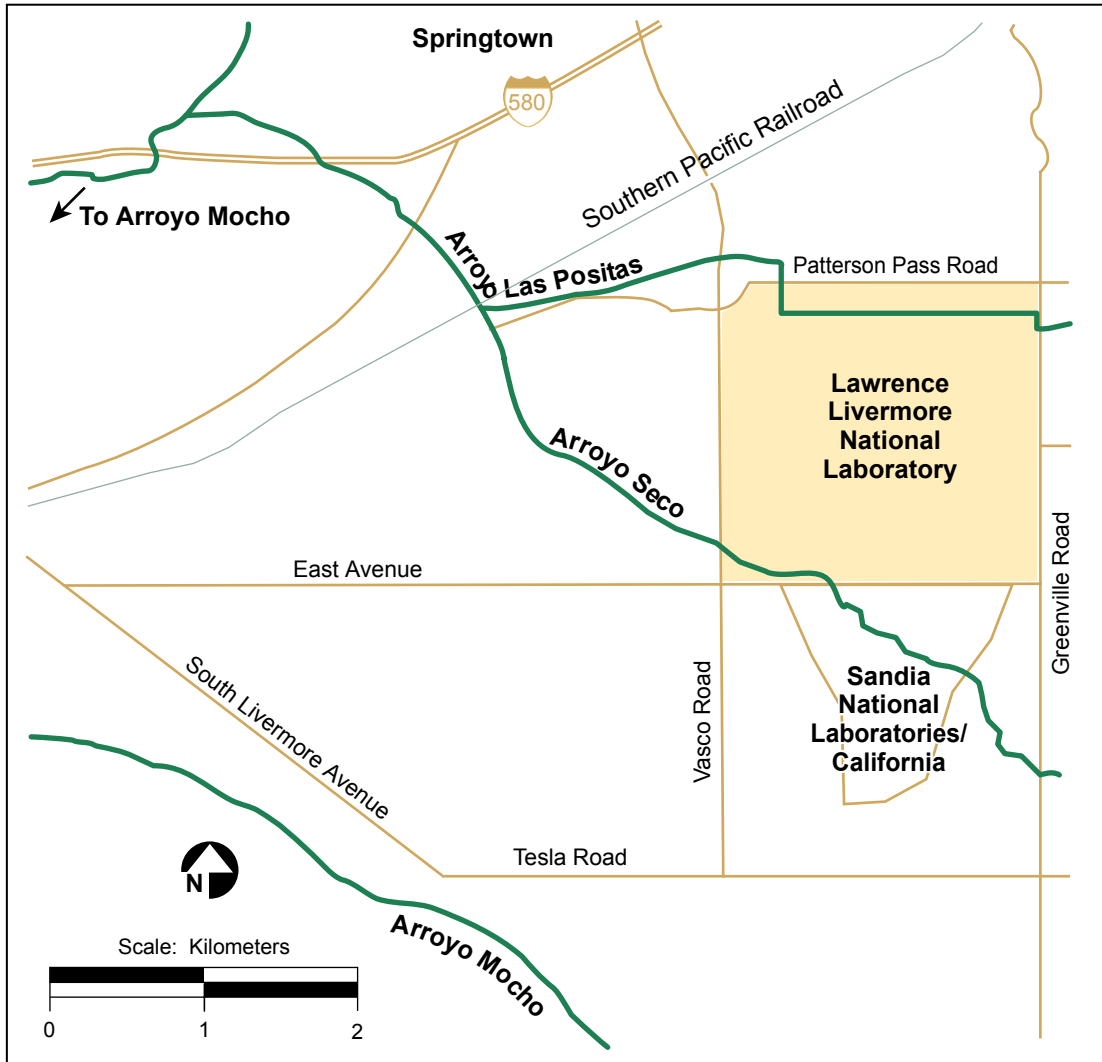 Springtown
580
Southern Pacific Railroad
To Arroyo Mocho
Arroyo Las Positas
Patterson Pass Road
Lawrence
Livermore
National
Laboratory
Arroyo Seco
East Avenue
Greenville Road
South Livermore Avenue
Vasco Road
Sandia
National
Laboratories/
California
Tesla Road
N
Arroyo Mocho
Scale: Kilometers
0 1 2